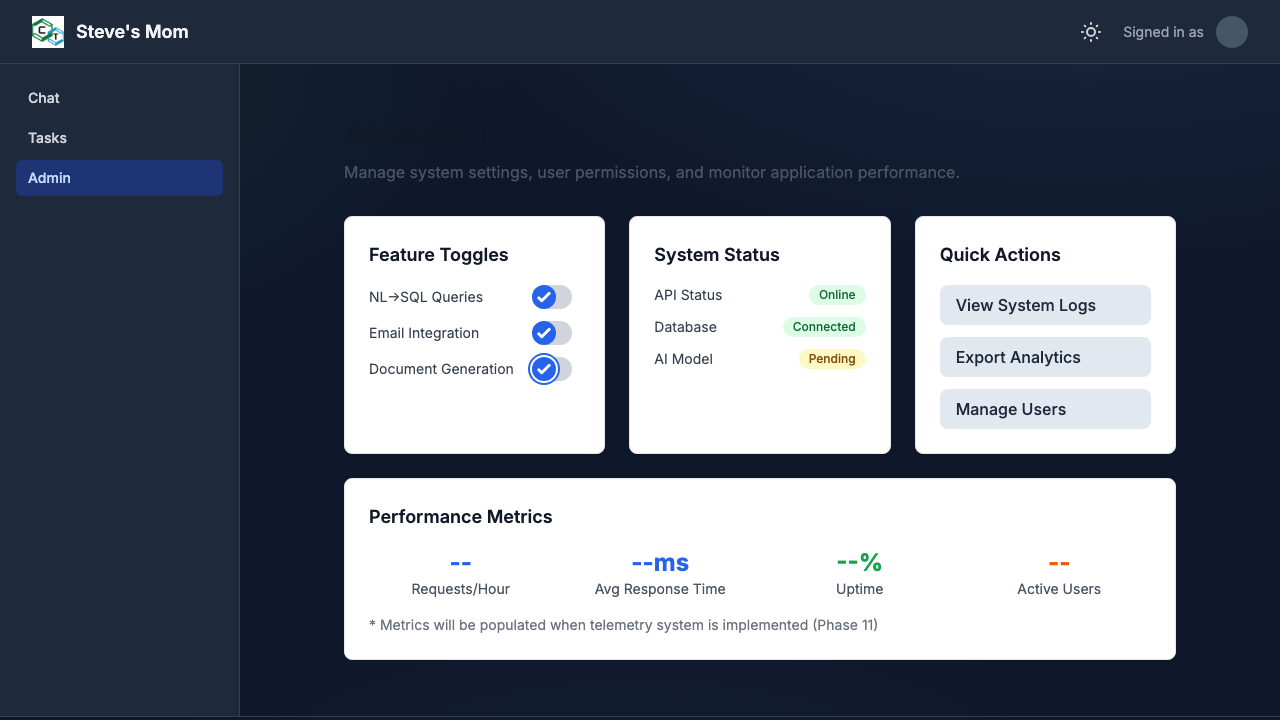 C T
Steve's Mom
Signed in as
Chat
Tasks
Admin
Manage system settings, user permissions, and monitor application performance.
Feature Toggles
NL→SQL Queries
Email Integration
Document Generation
System Status
API Status Online
Database Connected
AI Model Pending
Quick Actions
View System Logs
Export Analytics
Manage Users
Performance Metrics
--
Requests/Hour
--ms
Avg Response Time
--%
Uptime
--
Active Users
* Metrics will be populated when telemetry system is implemented (Phase 11)